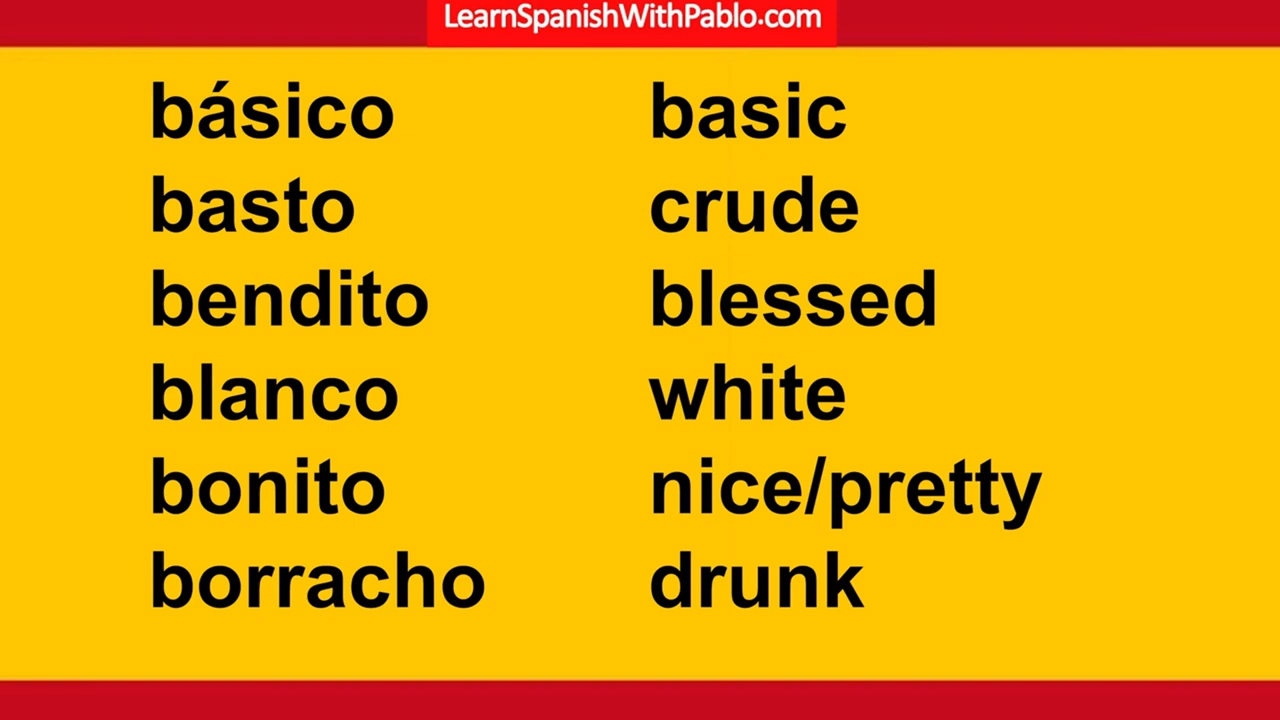 LearnSpanishWithPablo.com
básico basic
basto crude
bendito blessed
blanco white
bonito nice/pretty
borracho drunk